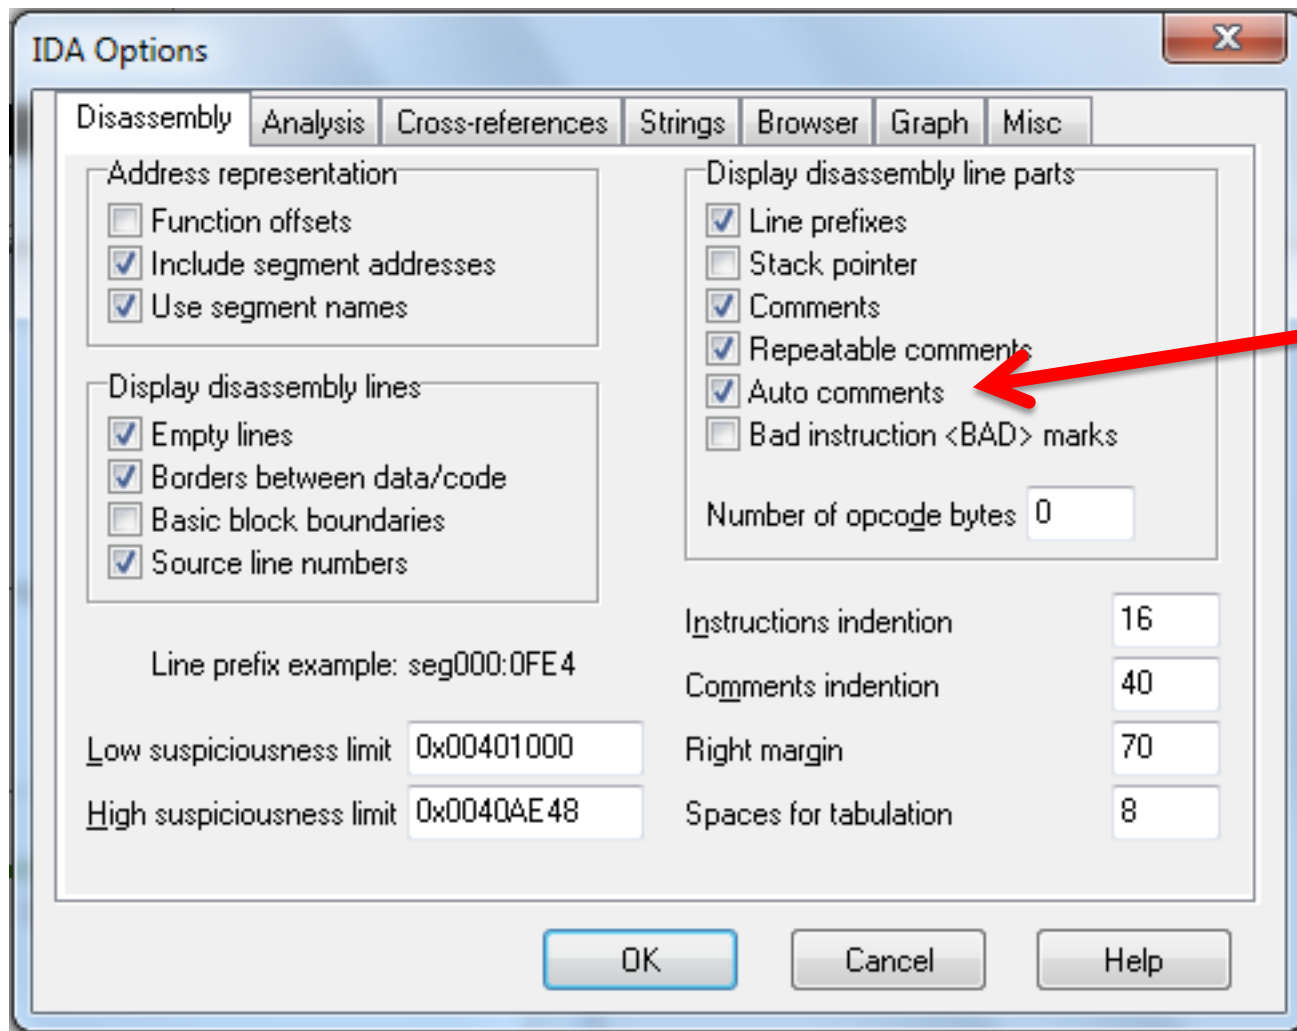 IDA Options
Disassembly
Analysis
Cross-references
Strings
Browser
Graph
Misc
Address representation
Function offsets
Include segment addresses
Use segment names
Display disassembly lines
Empty lines
Borders between data/code
Basic block boundaries
Source line numbers
Line prefix example: seg000:0FE4
Low suspiciousness limit 0x00401000
High suspiciousness limit 0x0040AE48
Display disassembly line parts
Line prefixes
Stack pointer
Comments
Repeatable comments
Auto comments
Bad instruction <BAD> marks
Number of opcode bytes 0
Instructions indention 16
Comments indention 40
Right margin 70
Spaces for tabulation 8
OK
Cancel
Help